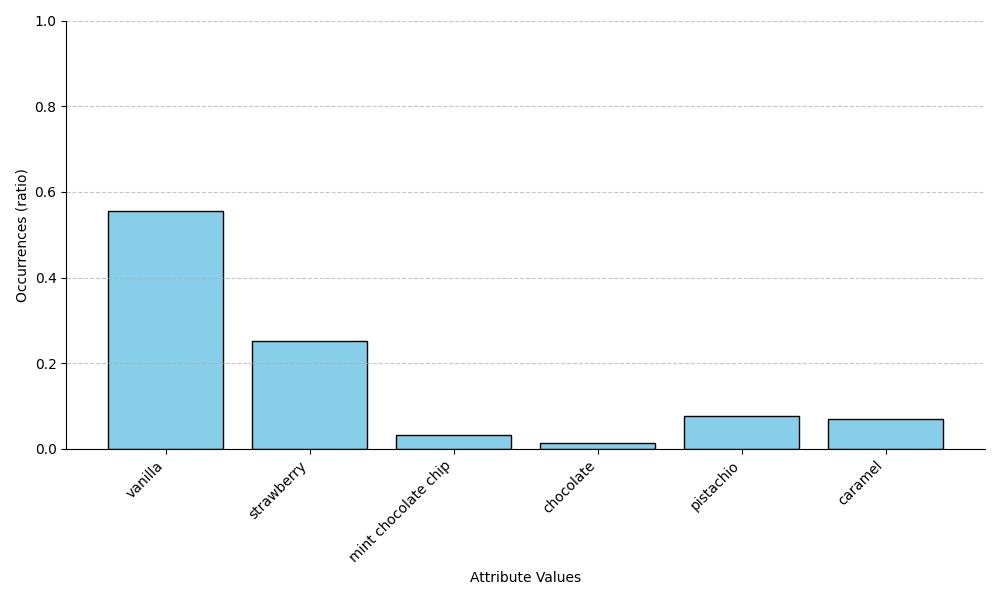 1.0
0.8
0.6
0.4
0.2
0.0
Occurrences (ratio)
vanilla
strawberry
mint chocolate chip
chocolate
pistachio
caramel
Attribute Values